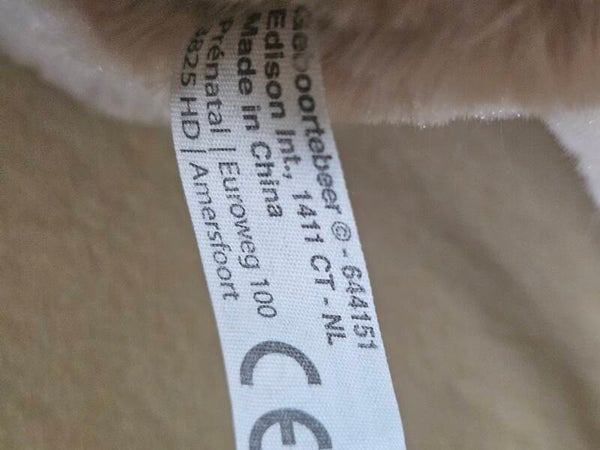 Geboortebeer © - 644151
Edison Int., 1411 CT - NL
Made in China
Prénatal | Euroweg 100
3825 HD | Amersfoort
CE